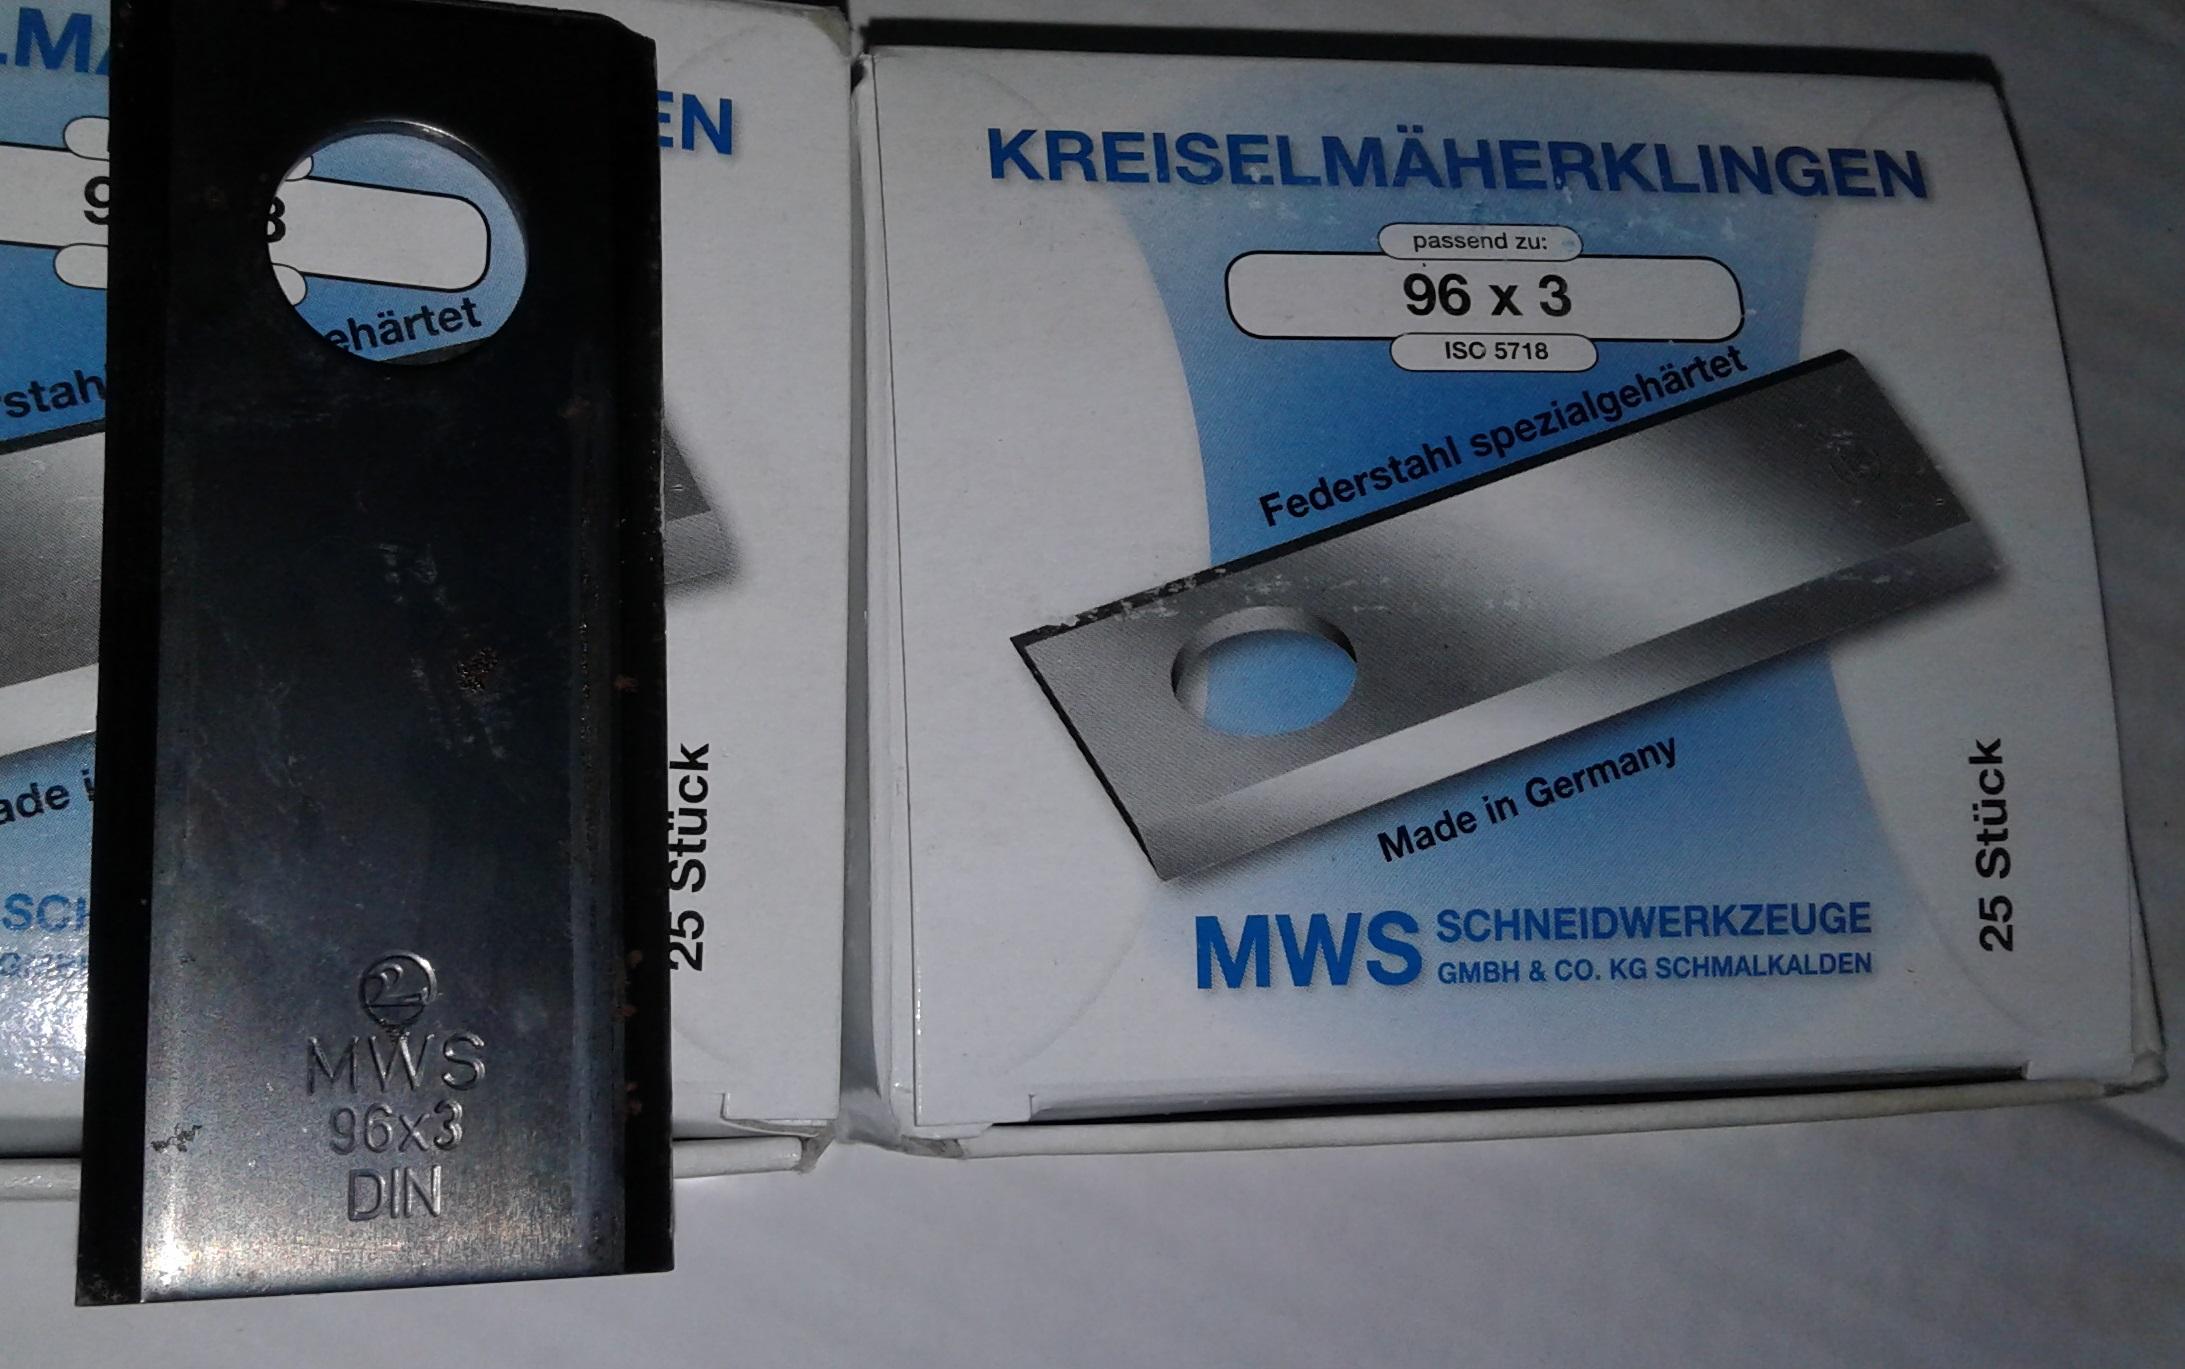 EN
ehärtet
25 Stück
MWS
96x3
DIN
KREISELMÄHERKLINGEN
passend zu:
96 x 3
ISO 5718
Federstahl spezialgehärtet
Made in Germany
MWS SCHNEIDWERKZEUGE
GMBH & CO. KG SCHMALKALDEN
25 Stück